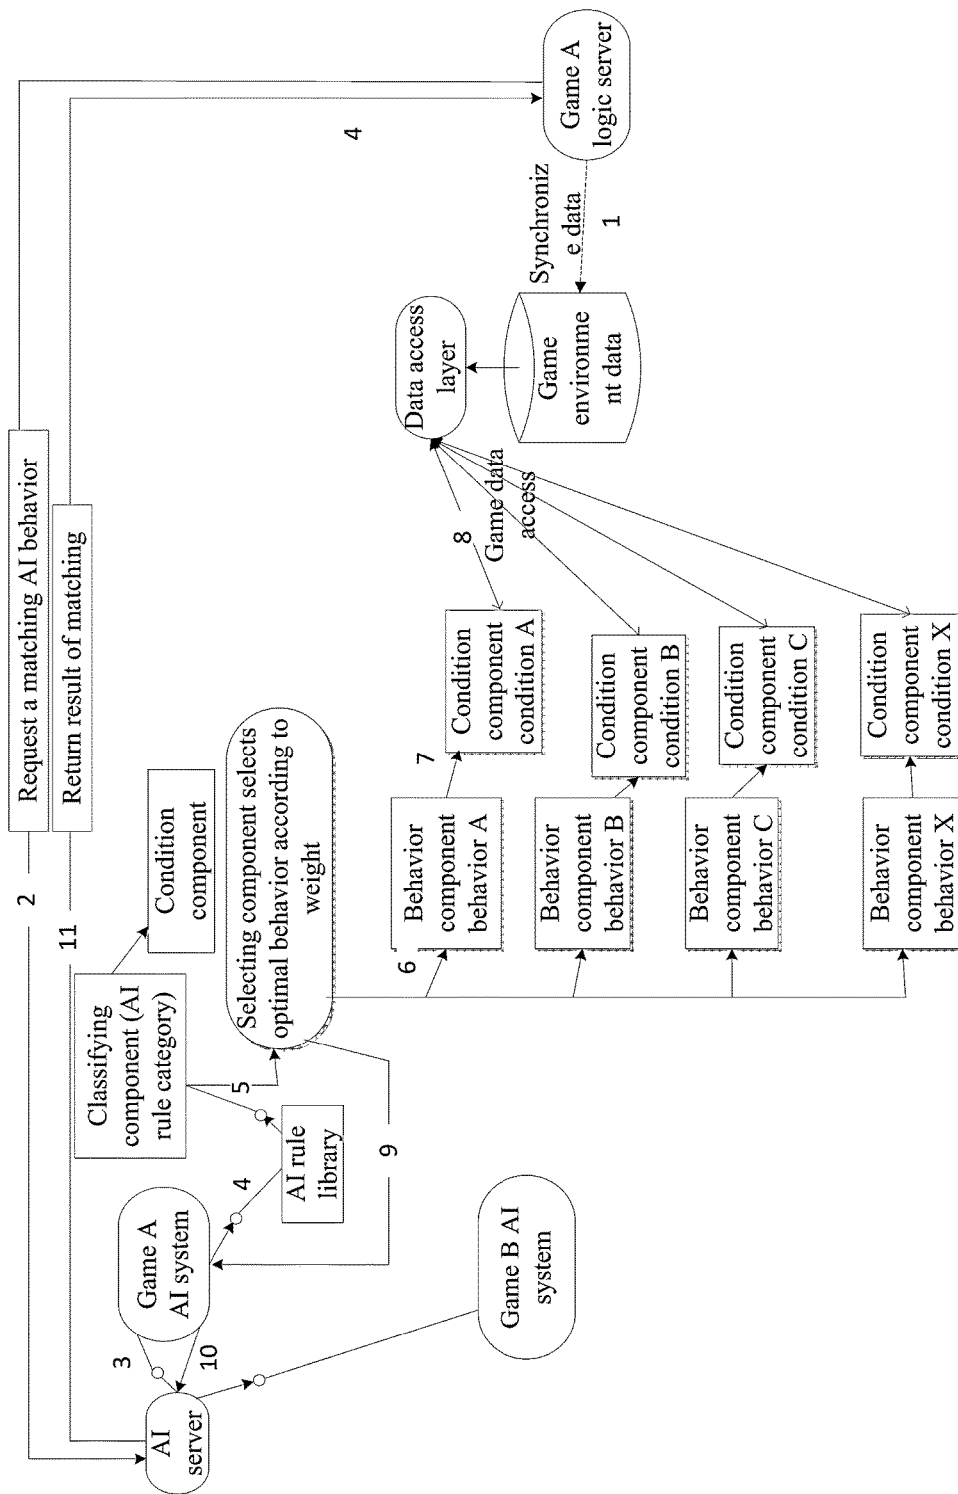 Request a matching AI behavior
2
Return result of matching
11
4
AI
server
3
10
Game A
AI system
Classifying
component (AI
rule category)
Condition
component
4
5
AI rule
library
Selecting component selects
optimal behavior according to
weight
9
Game B AI
system
6
Behavior
component
behavior A
7
Condition
component
condition A
Behavior
component
behavior B
Condition
component
condition B
Behavior
component
behavior C
Condition
component
condition C
Behavior
component
behavior X
Condition
component
condition X
8
Game data
access
Data access
layer
Game
environme
nt data
Synchroniz
e data
1
Game A
logic server